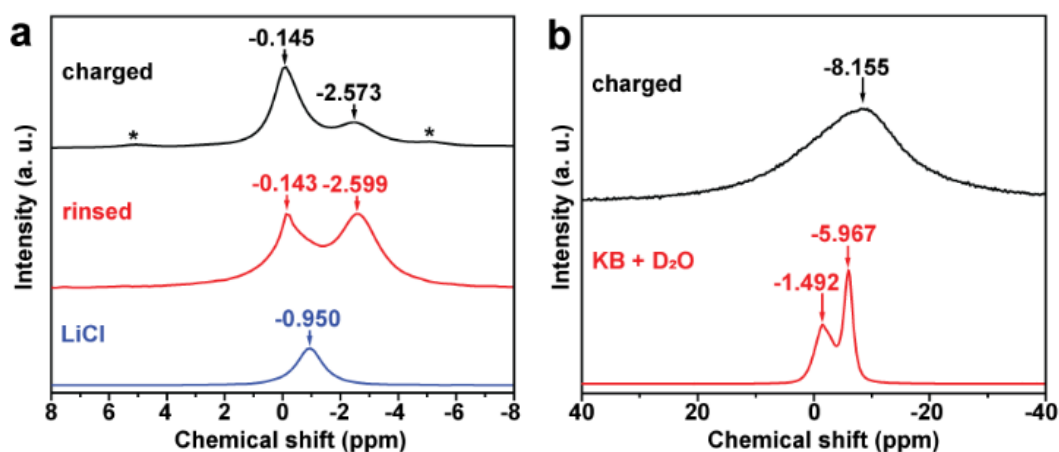 a
-0.145
charged
-2.573
*
*
-0.143 -2.599
rinsed
-0.950
LiCl
8 6 4 2 0 -2 -4 -6 -8
Chemical shift (ppm)
Intensity (a. u.)
b
-8.155
charged
-5.967
KB + D₂O
-1.492
40 20 0 -20 -40
Chemical shift (ppm)
Intensity (a. u.)